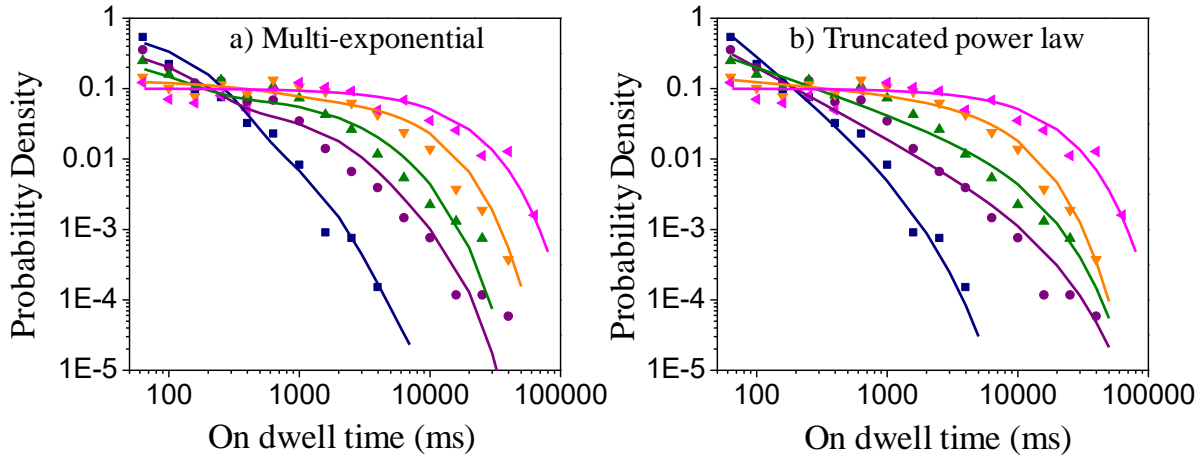 a) Multi-exponential
Probability Density
1
0.1
0.01
1E-3
1E-4
1E-5
100
1000
10000
100000
On dwell time (ms)
b) Truncated power law
Probability Density
1
0.1
0.01
1E-3
1E-4
1E-5
100
1000
10000
100000
On dwell time (ms)